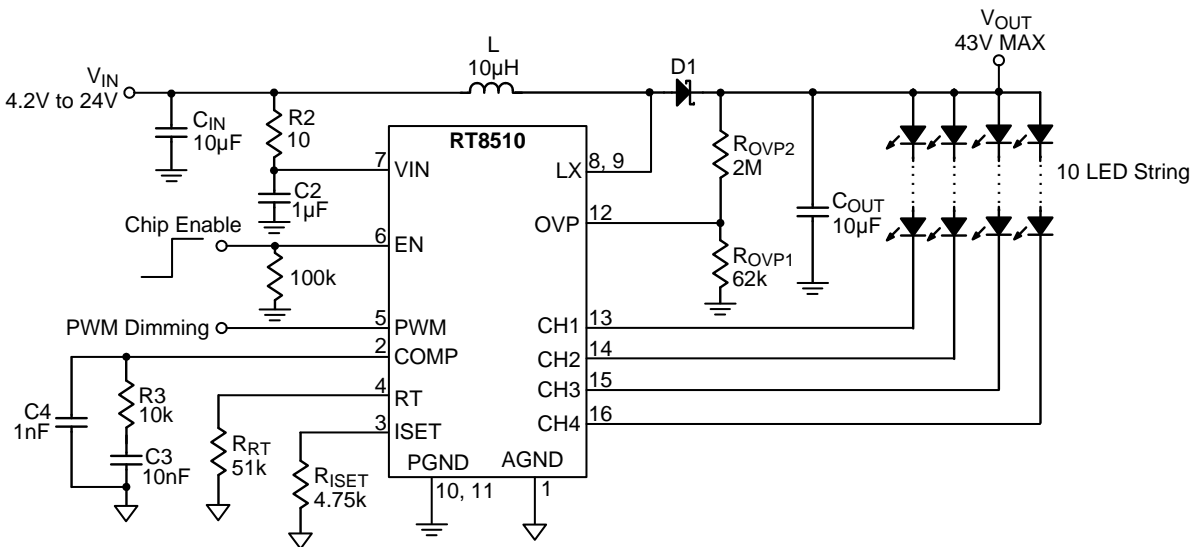 VOUT
43V MAX
L
10µH
D1
VIN
4.2V to 24V
CIN
10µF
R2
10
RT8510
7
VIN
LX
8, 9
ROVP2
2M
10 LED String
C2
1µF
OVP
12
COUT
10µF
Chip Enable
6
EN
ROVP1
62k
100k
PWM Dimming
5
PWM
CH1
13
2
COMP
CH2
14
4
RT
CH3
15
3
ISET
CH4
16
C4
1nF
R3
10k
C3
10nF
RRT
51k
RISET
4.75k
PGND
AGND
10, 11
1